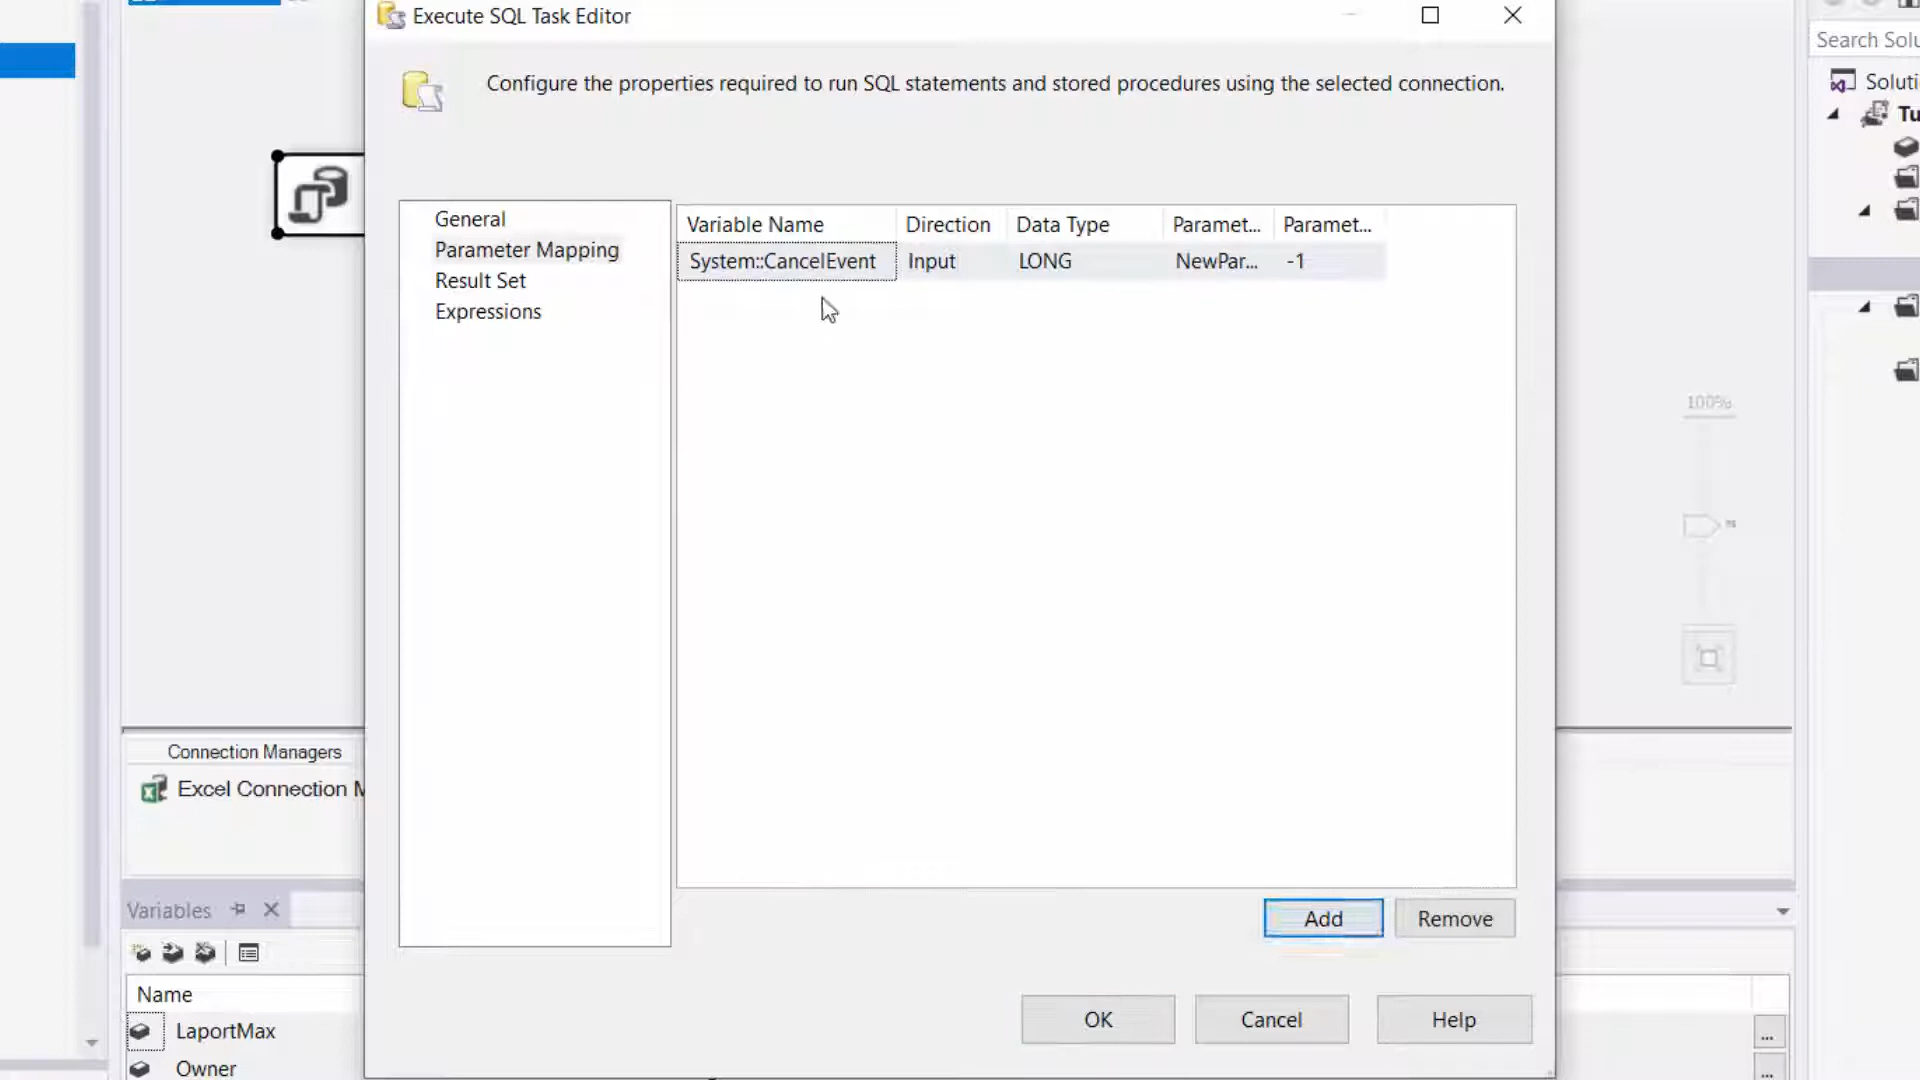 Execute SQL Task Editor
Search Solu
Configure the properties required to run SQL statements and stored procedures using the selected connection.
Soluti
Tu
General
Parameter Mapping
Result Set
Expressions
Variable Name Direction Data Type Paramet... Paramet...
System::CancelEvent Input LONG NewPar... -1
100%
Connection Managers
Excel Connection M
Add Remove
Variables
Name
LaportMax
...
OK Cancel Help
Owner
...